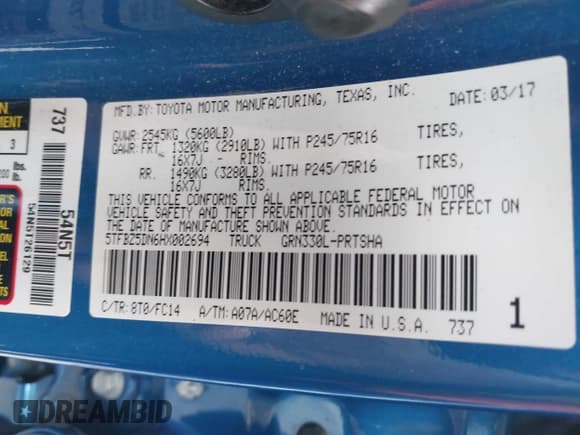 MFD.BY: TOYOTA MOTOR MANUFACTURING, TEXAS, INC. DATE: 03/17
GVWR: 2545KG (5600LB)
GAWR: FRT. 1320KG (2910LB) WITH P245/75R16 TIRES,
16X7J - RIMS.
RR. 1490KG (3280LB) WITH P245/75R16 TIRES,
16X7J - RIMS.
THIS VEHICLE CONFORMS TO ALL APPLICABLE FEDERAL MOTOR
VEHICLE SAFETY AND THEFT PREVENTION STANDARDS IN EFFECT ON
THE DATE OF MANUFACTURE SHOWN ABOVE.
5TFBZ5DN6HX002694 TRUCK GRN330L-PRTSHA
C/TR: 8T0/FC14 A/TM: A07A/AC60E MADE IN U.S.A. 737
1
737
54N5T
3
lbs.
DREAMBID